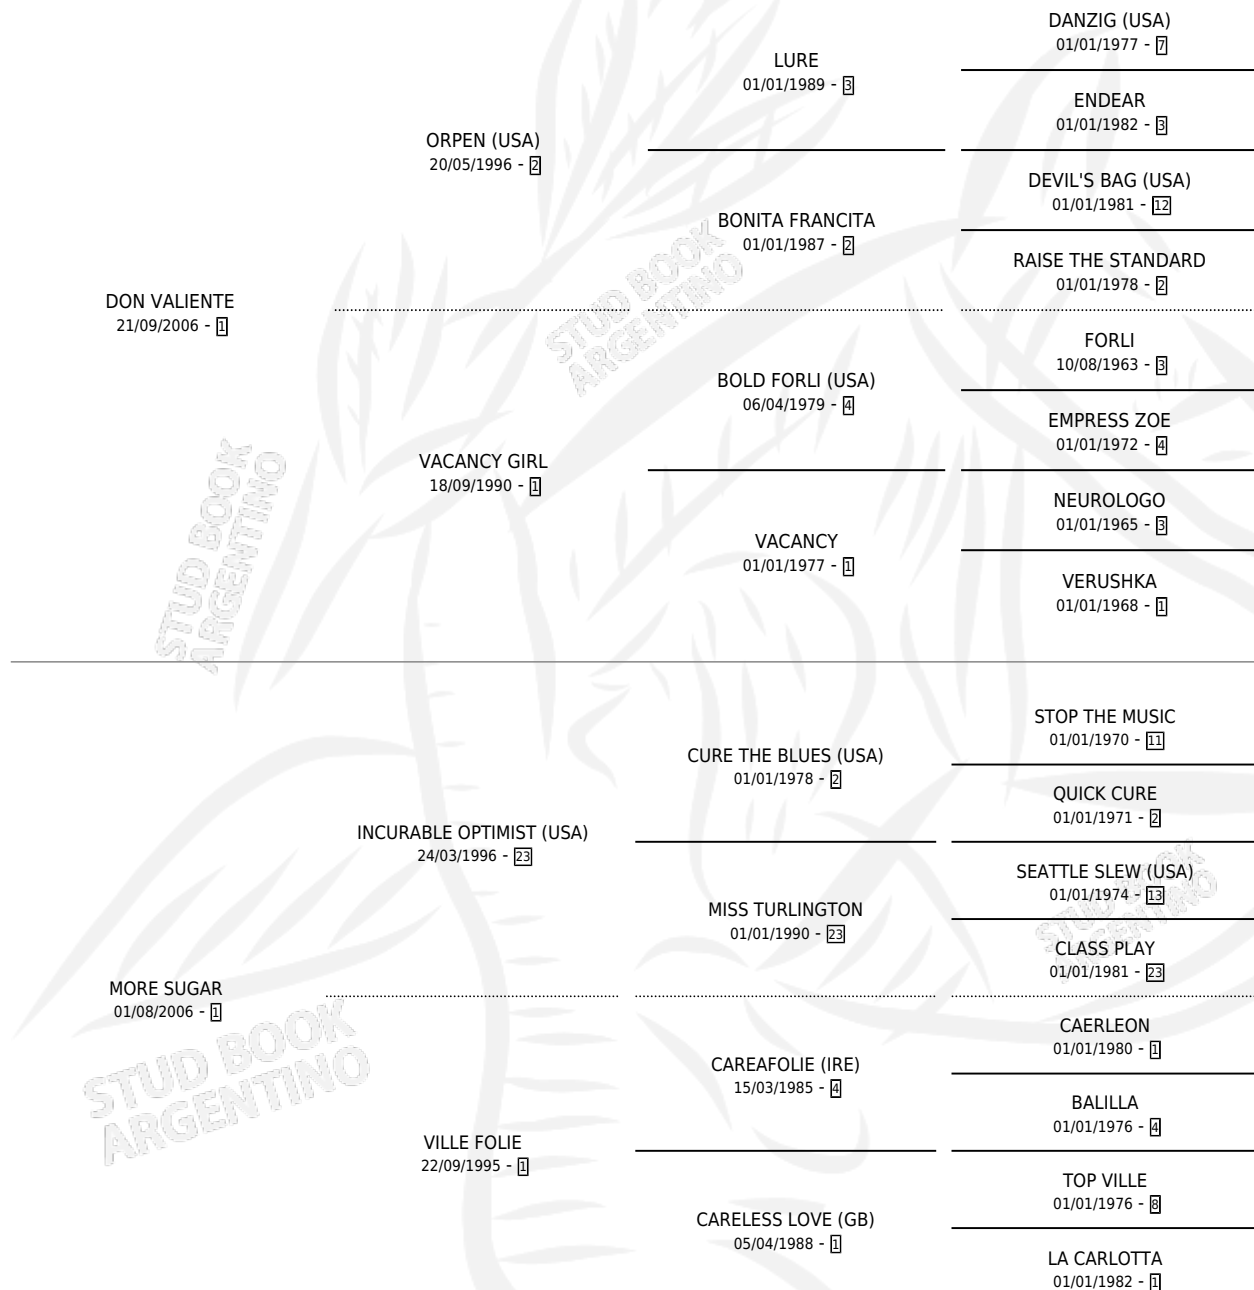 DANZIG (USA)
01/01/1977 - 7
LURE
01/01/1989 - 3
ENDEAR
01/01/1982 - 3
ORPEN (USA)
20/05/1996 - 2
DEVIL'S BAG (USA)
01/01/1981 - 12
BONITA FRANCITA
01/01/1987 - 2
RAISE THE STANDARD
01/01/1978 - 2
DON VALIENTE
21/09/2006 - 1
FORLI
10/08/1963 - 3
BOLD FORLI (USA)
06/04/1979 - 4
EMPRESS ZOE
01/01/1972 - 4
VACANCY GIRL
18/09/1990 - 1
NEUROLOGO
01/01/1965 - 3
VACANCY
01/01/1977 - 1
VERUSHKA
01/01/1968 - 1
STOP THE MUSIC
01/01/1970 - 11
CURE THE BLUES (USA)
01/01/1978 - 2
QUICK CURE
01/01/1971 - 2
INCURABLE OPTIMIST (USA)
24/03/1996 - 23
SEATTLE SLEW (USA)
01/01/1974 - 13
MISS TURLINGTON
01/01/1990 - 23
CLASS PLAY
01/01/1981 - 23
MORE SUGAR
01/08/2006 - 1
CAERLEON
01/01/1980 - 1
CAREAFOLIE (IRE)
15/03/1985 - 4
BALILLA
01/01/1976 - 4
VILLE FOLIE
22/09/1995 - 1
TOP VILLE
01/01/1976 - 8
CARELESS LOVE (GB)
05/04/1988 - 1
LA CARLOTTA
01/01/1982 - 1
STUD BOOK
ARGENTINO
STUD BOOK
ARGENTINO
STUD BOOK
ARGENTINO
STUD BOOK
ARGENTINO